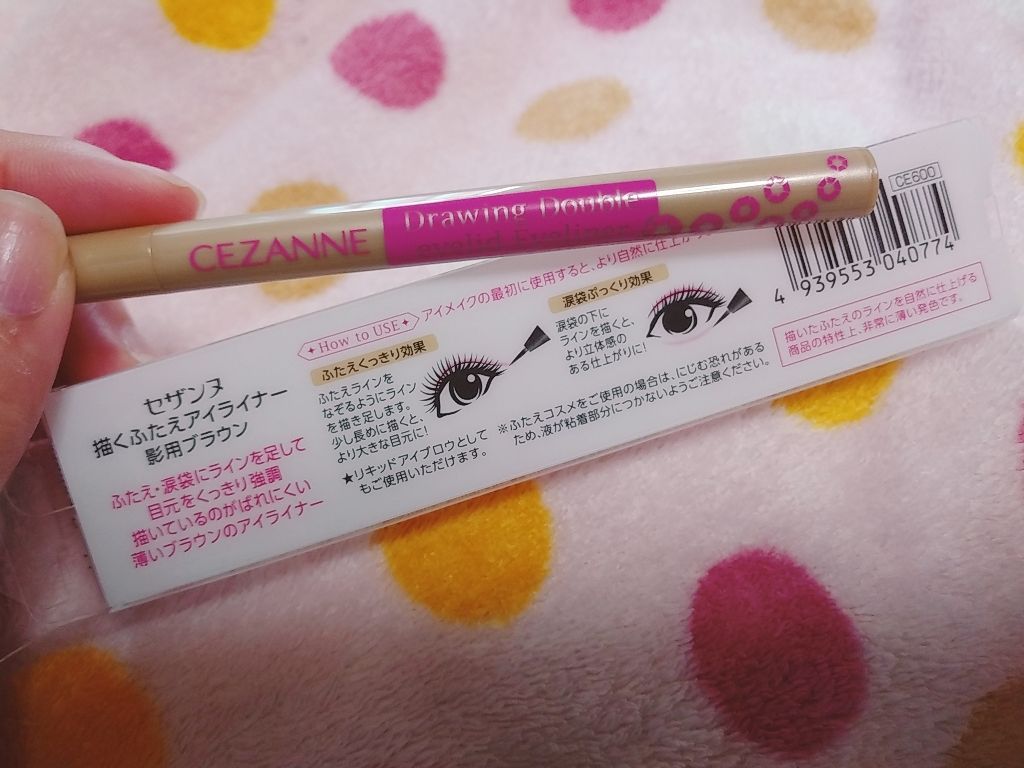 CEZANNE
Drawing Double
eyelid Eyeliner
CE600
4 939553 040774
How to USE
アイメイクの最初に使用すると、より自然に仕上が
ふたえくっきり効果
ふたえラインを
なぞるようにライン
を描き足します。
少し長めに描くと、
より大きな目元に!
★リキッドアイブロウとして
もご使用いただけます。
涙袋ぷっくり効果
涙袋の下に
ラインを描くと、
より立体感の
ある仕上がりに!
※ふたえコスメをご使用の場合は、にじむ恐れがある
ため、液が粘着部分につかないようご注意ください。
描いたふたえのラインを自然に仕上げる
商品の特性上、非常に薄い発色です。
セザンヌ
描くふたえアイライナー
影用ブラウン
ふたえ・涙袋にラインを足して
目元をくっきり強調
描いているのがばれにくい
薄いブラウンのアイライナー